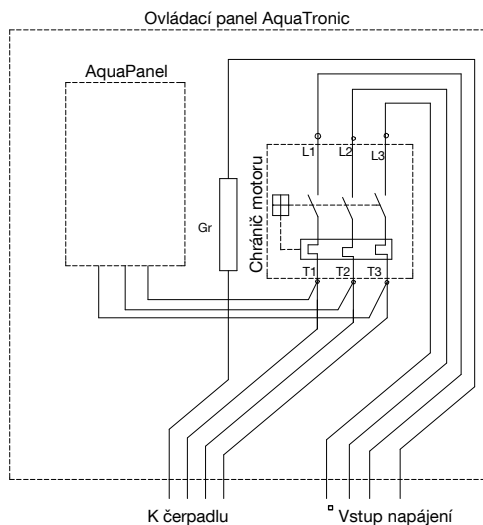 Ovládací panel AquaTronic
AquaPanel
L1 L2 L3
Chránič motoru
Gr
T1 T2 T3
K čerpadlu
Vstup napájení